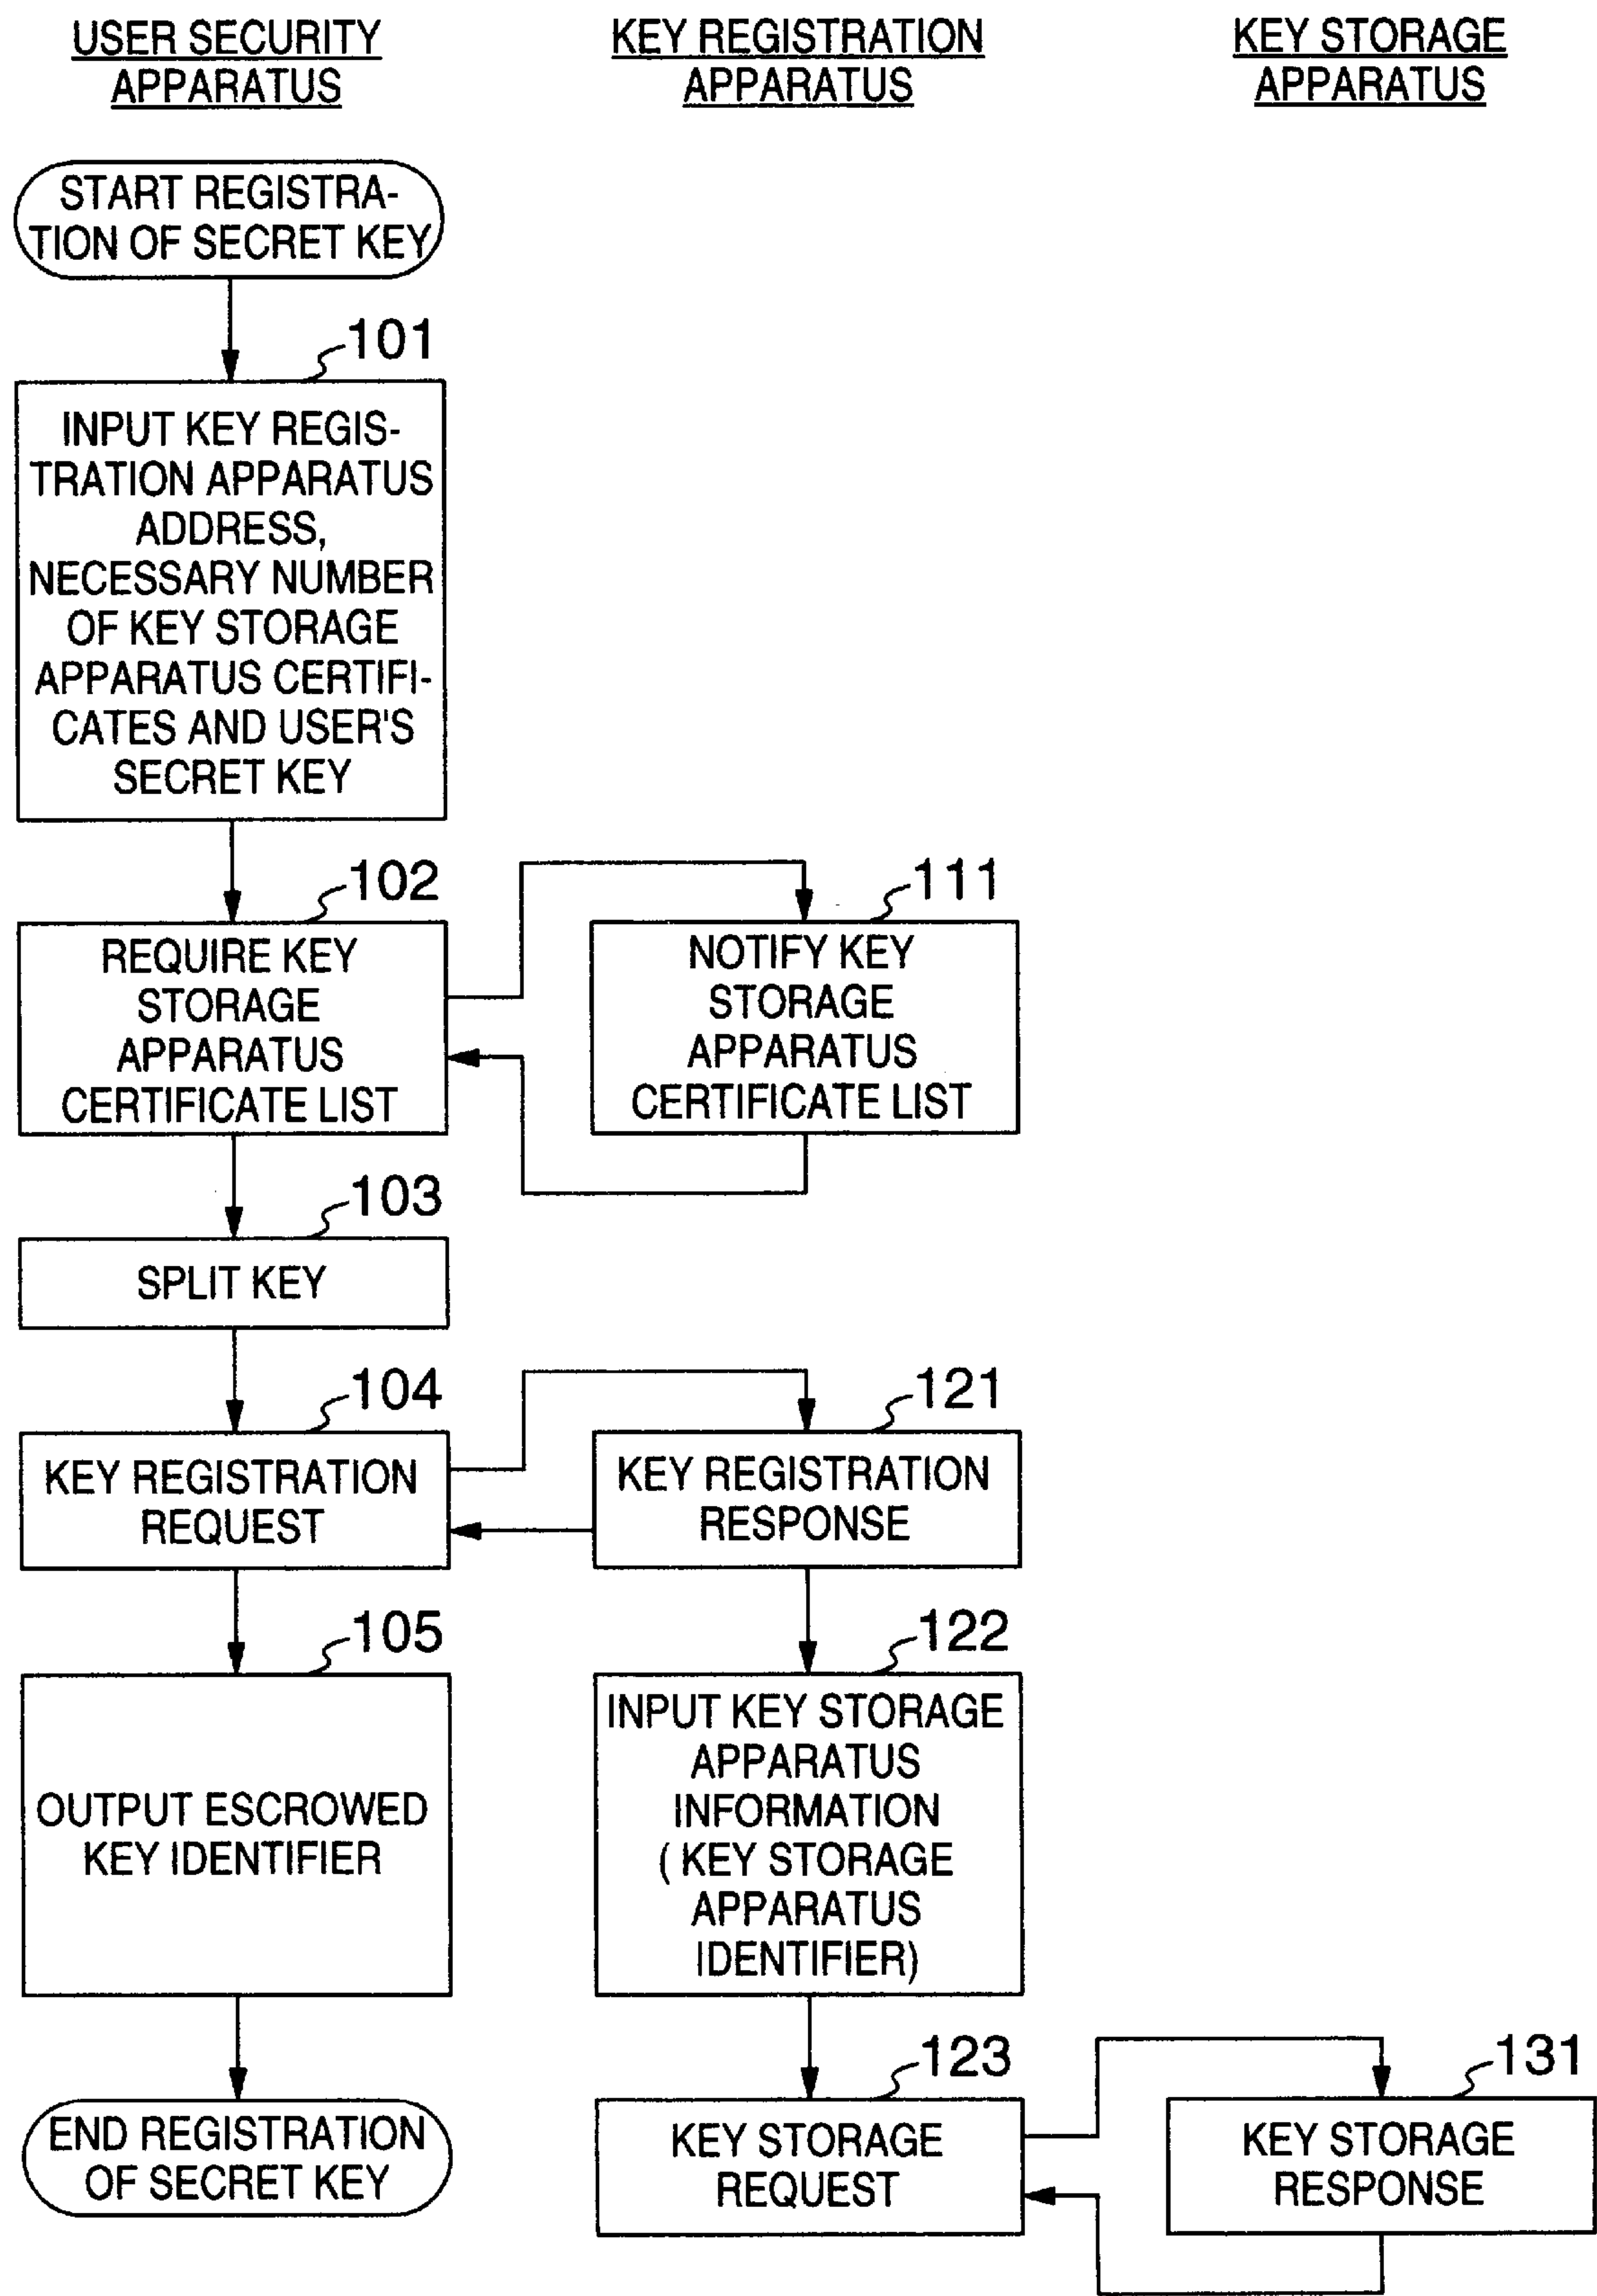 USER SECURITY
APPARATUS
KEY REGISTRATION
APPARATUS
KEY STORAGE
APPARATUS
START REGISTRA-
TION OF SECRET KEY
101
INPUT KEY REGIS-
TRATION APPARATUS
ADDRESS,
NECESSARY NUMBER
OF KEY STORAGE
APPARATUS CERTIFI-
CATES AND USER'S
SECRET KEY
102
REQUIRE KEY
STORAGE
APPARATUS
CERTIFICATE LIST
111
NOTIFY KEY
STORAGE
APPARATUS
CERTIFICATE LIST
103
SPLIT KEY
104
KEY REGISTRATION
REQUEST
121
KEY REGISTRATION
RESPONSE
105
OUTPUT ESCROWED
KEY IDENTIFIER
122
INPUT KEY STORAGE
APPARATUS
INFORMATION
( KEY STORAGE
APPARATUS
IDENTIFIER)
END REGISTRATION
OF SECRET KEY
123
KEY STORAGE
REQUEST
131
KEY STORAGE
RESPONSE